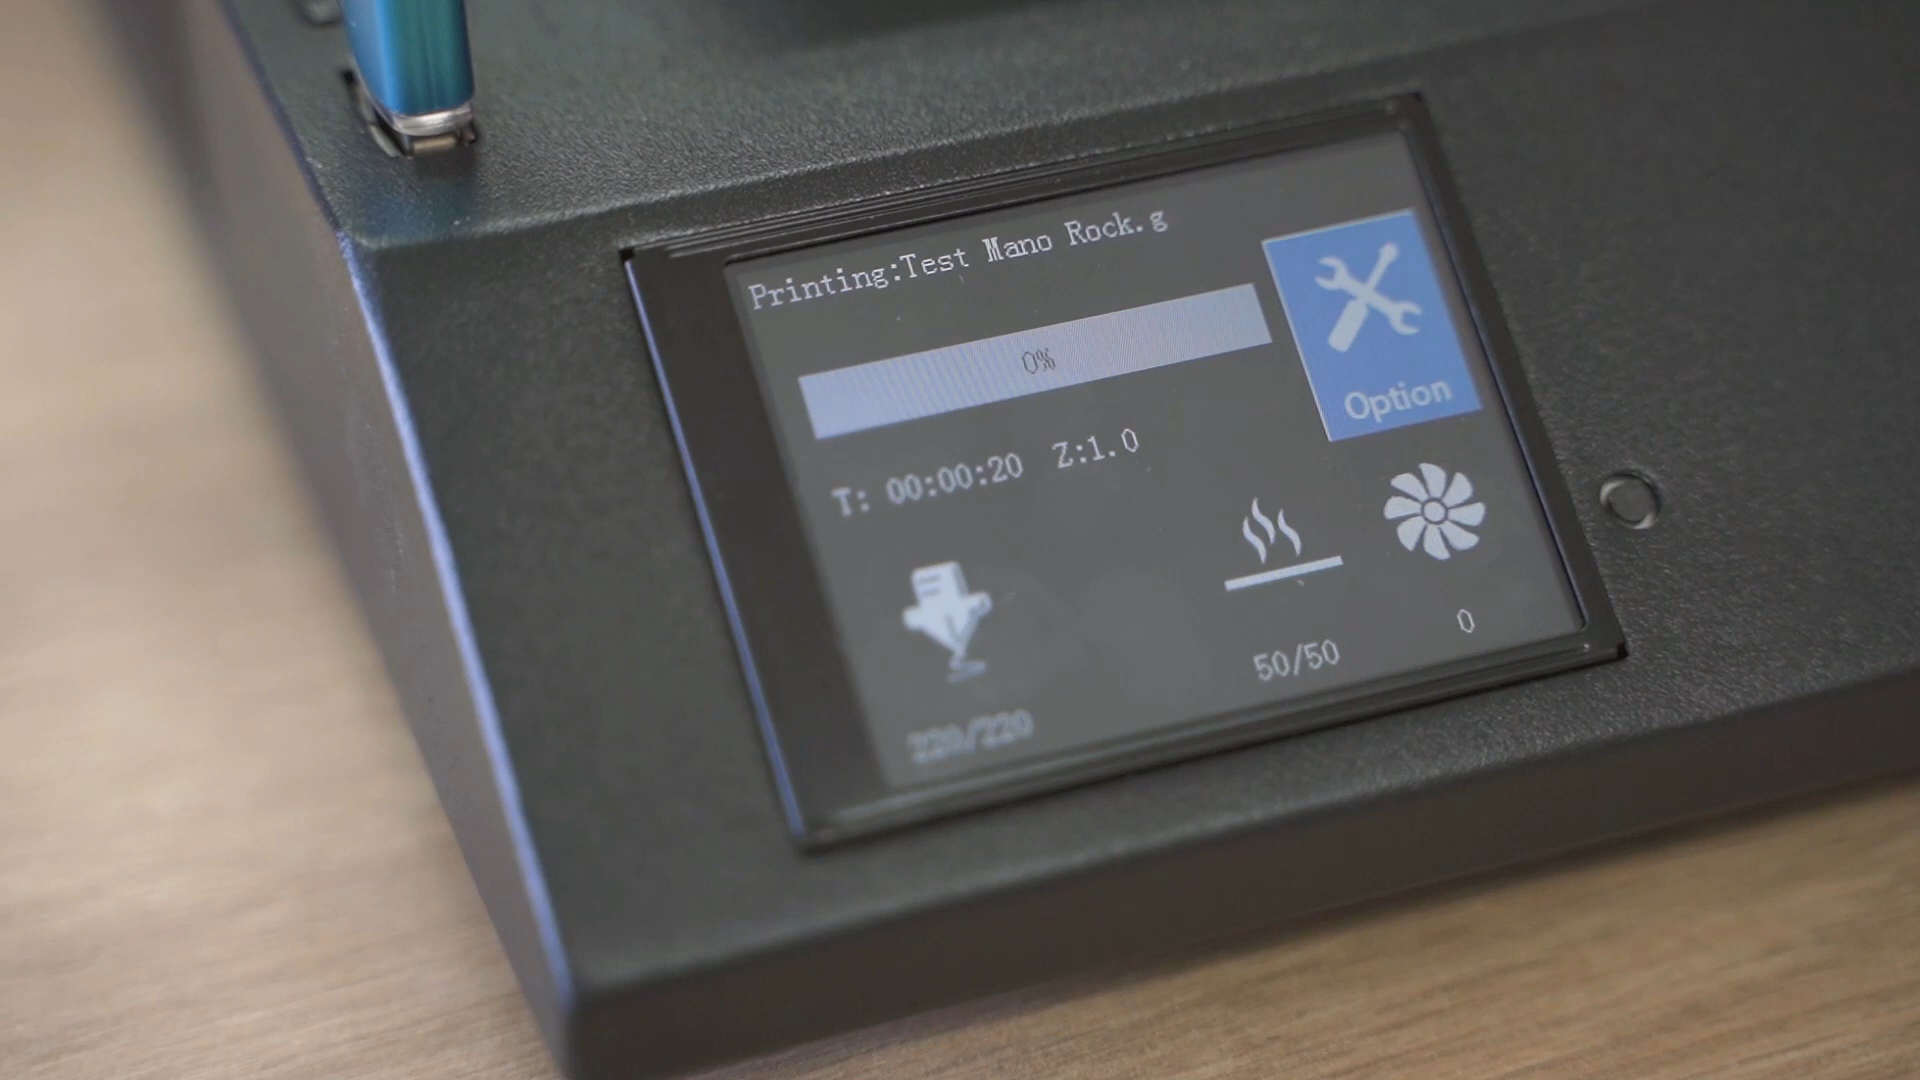 Printing:Test Mano Rock.g
0%
Option
T: 00:00:20 Z:1.0
220/220
50/50
0